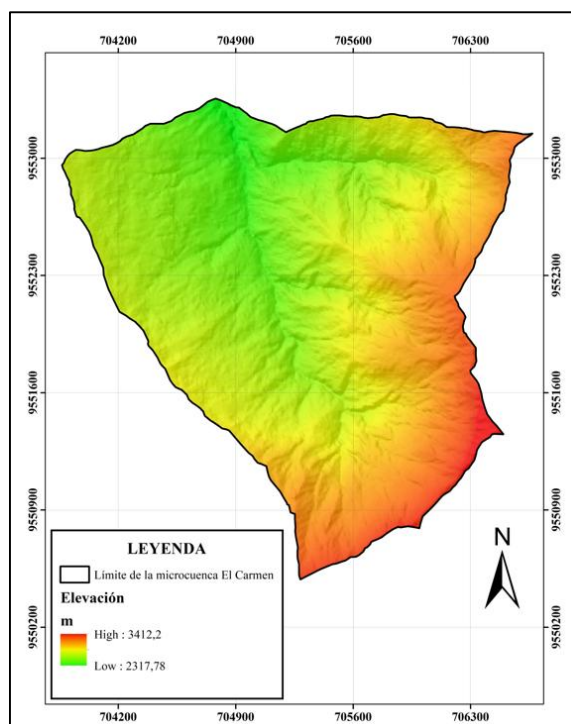 704200 704900 705600 706300
9553000 9553000
9552300 9552300
9551600 9551600
9550900 9550900
9550200 9550200
LEYENDA
Límite de la microcuenca El Carmen
Elevación
m
High : 3412,2
Low : 2317,78
N
704200 704900 705600 706300